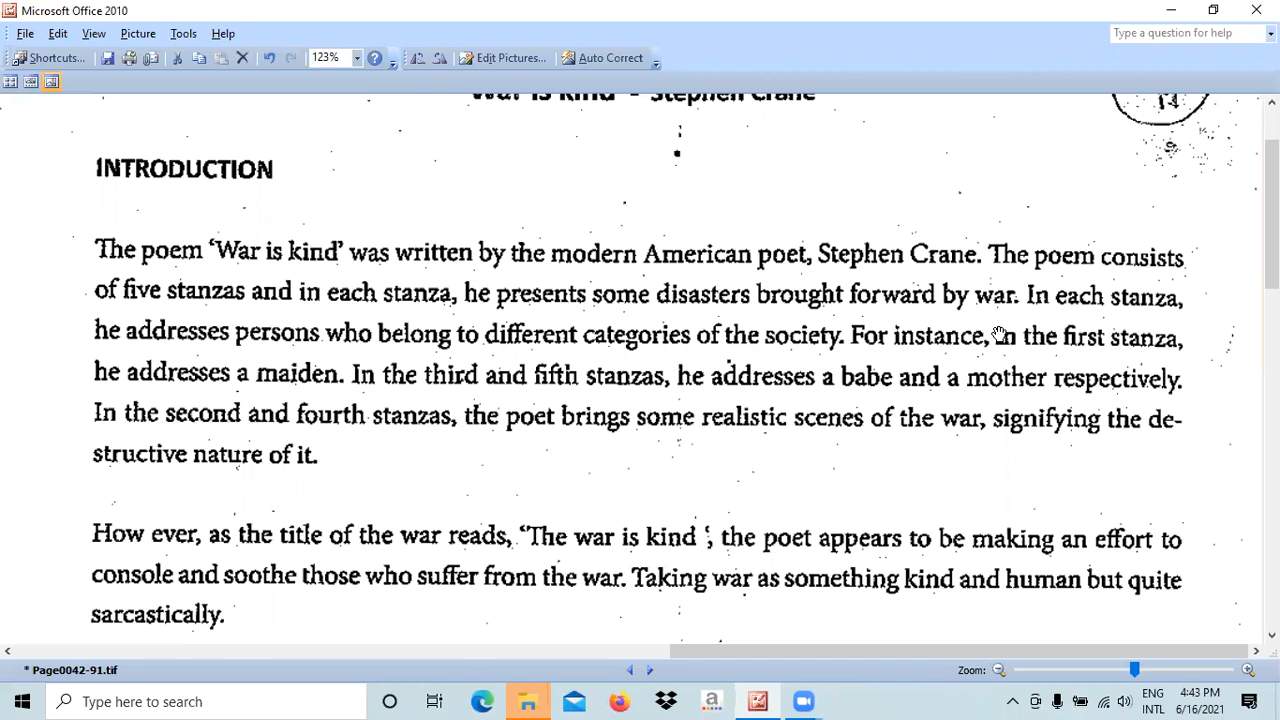 Microsoft Office 2010
File Edit View Picture Tools Help
Type a question for help
Shortcuts... 123% Edit Pictures... Auto Correct
War is kind - Stephen Crane
14
INTRODUCTION
The poem ‘War is kind’ was written by the modern American poet, Stephen Crane. The poem consists
of five stanzas and in each stanza, he presents some disasters brought forward by war. In each stanza,
he addresses persons who belong to different categories of the society. For instance, in the first stanza,
he addresses a maiden. In the third and fifth stanzas, he addresses a babe and a mother respectively.
In the second and fourth stanzas, the poet brings some realistic scenes of the war, signifying the de-
structive nature of it.
How ever, as the title of the war reads, ‘The war is kind ‘, the poet appears to be making an effort to
console and soothe those who suffer from the war. Taking war as something kind and human but quite
sarcastically.
* Page0042-91.tif
Zoom:
Type here to search
a
ENG
INTL
4:43 PM
6/16/2021